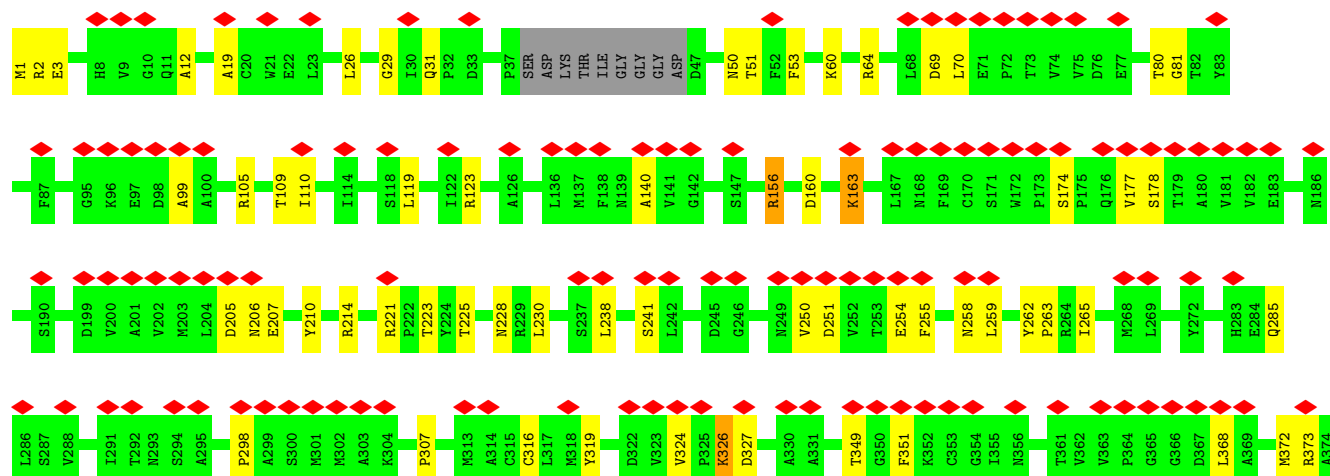 M1 R2 E3 H8 V9 G10 Q11 A12 A19 C20 W21 E22 L23 L26 G29 I30 Q31 P32 D33 P37 SER ASP LYS THR ILE GLY GLY GLY ASP D47 N50 T51 F52 F53 K60 R64 L68 D69 L70 E71 P72 T73 V74 V75 D76 E77 T80 G81 T82 Y83
F87 G95 K96 E97 D98 A99 A100 R105 T109 I110 I114 S118 L119 I122 R123 A126 L136 M137 F138 N139 A140 V141 G142 S147 R156 D160 K163 L167 N168 F169 C170 S171 W172 P173 S174 P175 Q176 V177 S178 T179 A180 V181 V182 E183 N186
S190 D199 V200 A201 V202 M203 L204 D205 N206 E207 Y210 R214 R221 P222 T223 Y224 T225 N228 R229 L230 S237 L238 S241 L242 D245 G246 N249 V250 D251 V252 T253 E254 F255 N258 L259 Y262 P263 R264 I265 M268 L269 Y272 H283 E284 Q285
L286 S287 V288 I291 T292 N293 S294 A295 P298 A299 S300 M301 M302 A303 K304 P307 M313 A314 C315 C316 L317 M318 Y319 D322 V323 V324 P325 K326 D327 A330 A331 T349 G350 F351 K352 C353 G354 I355 N356 T361 V362 V363 P364 G365 G366 D367 L368 A369 M372 R373 A374